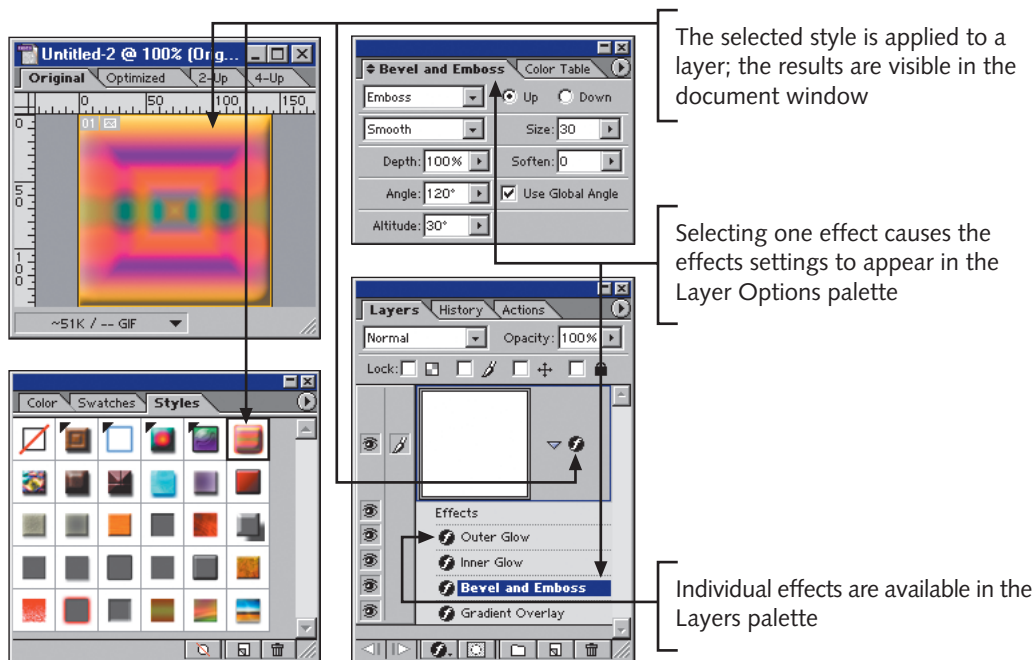 Untitled-2 @ 100% (Orig...
Original Optimized 2-Up 4-Up
0 50 100 150
0
50
100
01
~51K / -- GIF
Bevel and Emboss Color Table
Emboss Up Down
Smooth Size: 30
Depth: 100% Soften: 0
Angle: 120° Use Global Angle
Altitude: 30°
The selected style is applied to a
layer; the results are visible in the
document window
Selecting one effect causes the
effects settings to appear in the
Layer Options palette
Color Swatches Styles
Layers History Actions
Normal Opacity: 100%
Lock:
Effects
Outer Glow
Inner Glow
Bevel and Emboss
Gradient Overlay
Individual effects are available in the
Layers palette